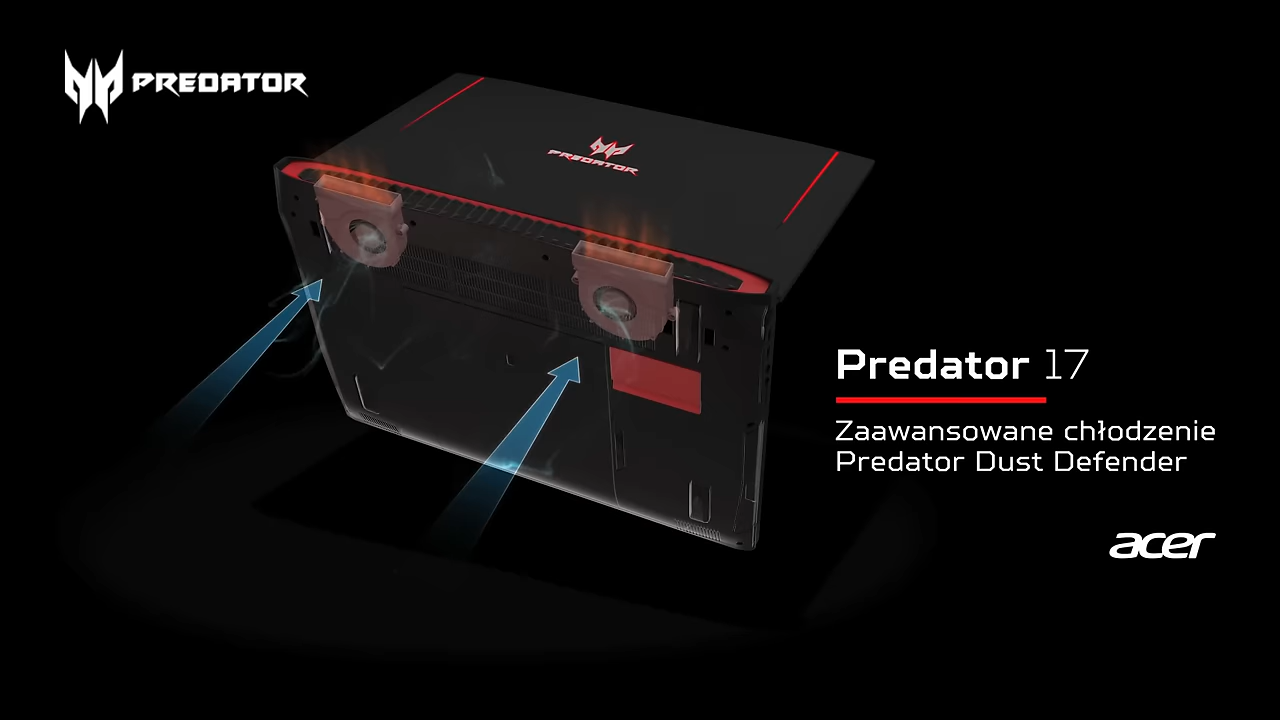 PREDATOR
PREDATOR
Predator 17
Zaawansowane chłodzenie
Predator Dust Defender
acer